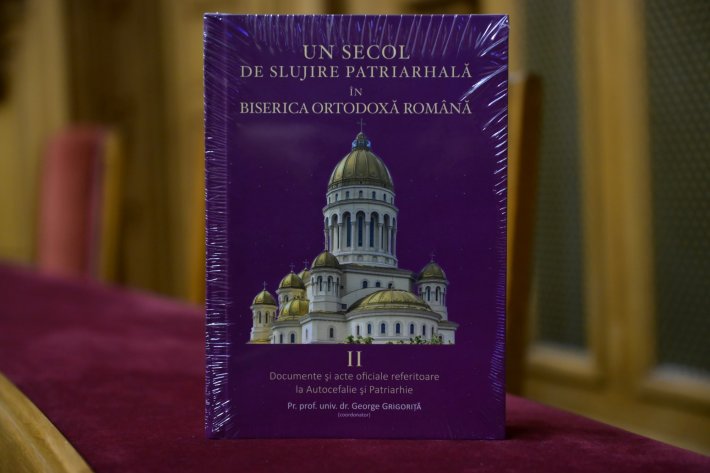 UN SECOL
DE SLUJIRE PATRIARHALĂ
ÎN
BISERICA ORTODOXĂ ROMÂNĂ
II
Documente și acte oficiale referitoare
la Autocefalie și Patriarhie
Pr. prof. univ. dr. George GRIGORIȚĂ
(coordonator)